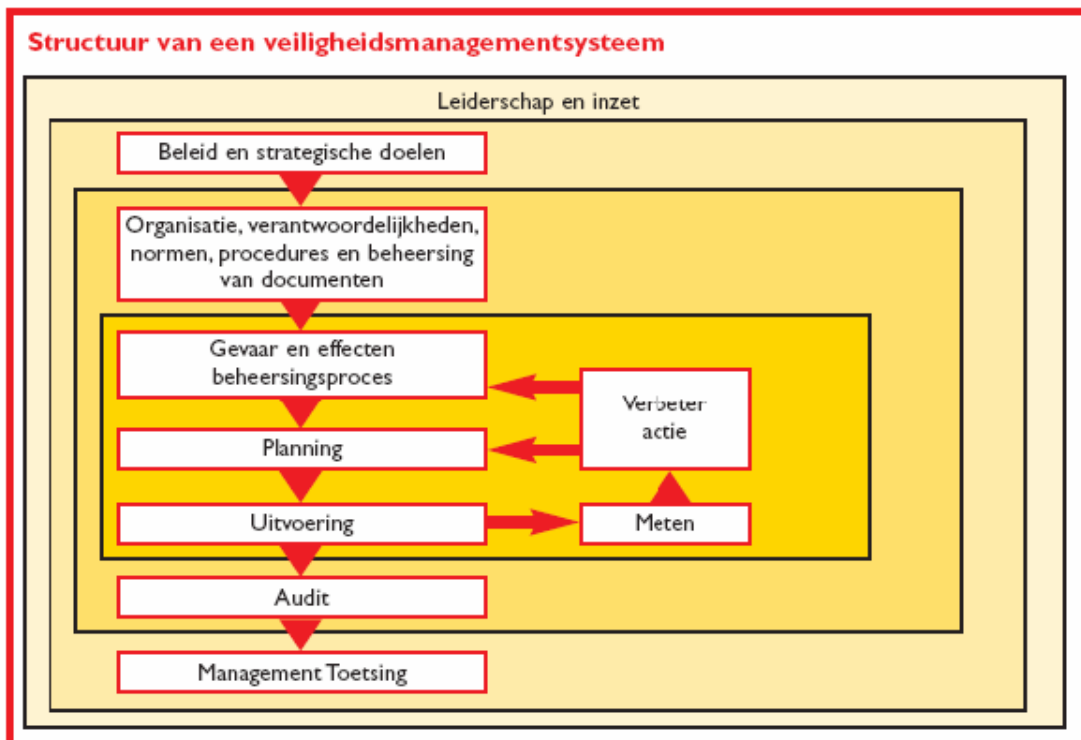 Structuur van een veiligheidsmanagementsysteem
Leiderschap en inzet
Beleid en strategische doelen
Organisatie, verantwoordelijkheden,
normen, procedures en beheersing
van documenten
Gevaar en effecten
beheersingsproces
Verbeter
actie
Planning
Uitvoering
Meten
Audit
Management Toetsing